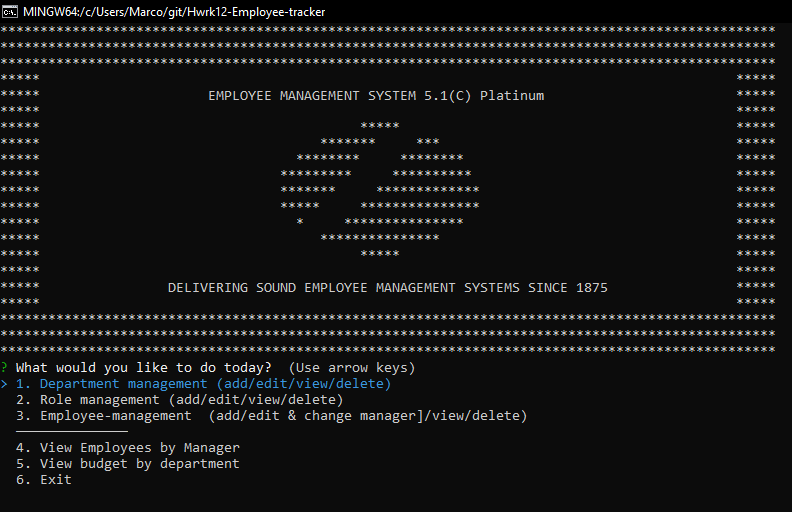 MINGW64:/c/Users/Marco/git/Hwrk12-Employee-tracker
EMPLOYEE MANAGEMENT SYSTEM 5.1(C) Platinum
DELIVERING SOUND EMPLOYEE MANAGEMENT SYSTEMS SINCE 1875
? What would you like to do today?  (Use arrow keys)
> 1. Department management (add/edit/view/delete)
2. Role management (add/edit/view/delete)
3. Employee-management  (add/edit & change manager]/view/delete)
4. View Employees by Manager
5. View budget by department
6. Exit